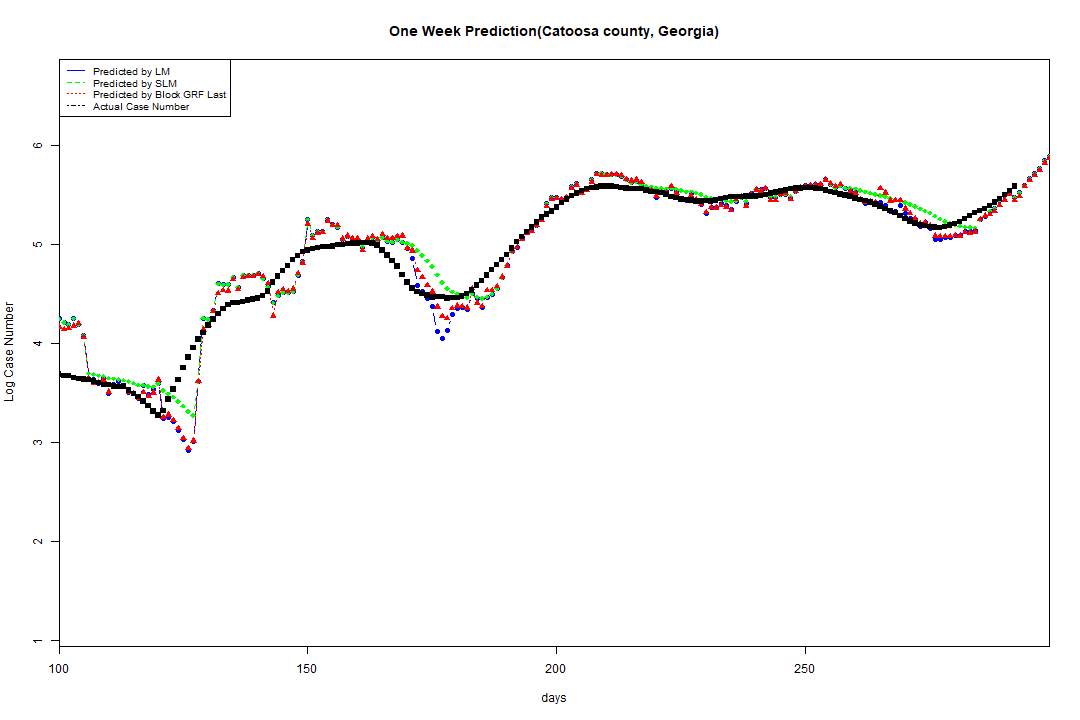 One Week Prediction(Catoosa county, Georgia)
Predicted by LM
Predicted by SLM
Predicted by Block GRF Last
Actual Case Number
6
5
4
3
2
1
Log Case Number
100 150 200 250
days